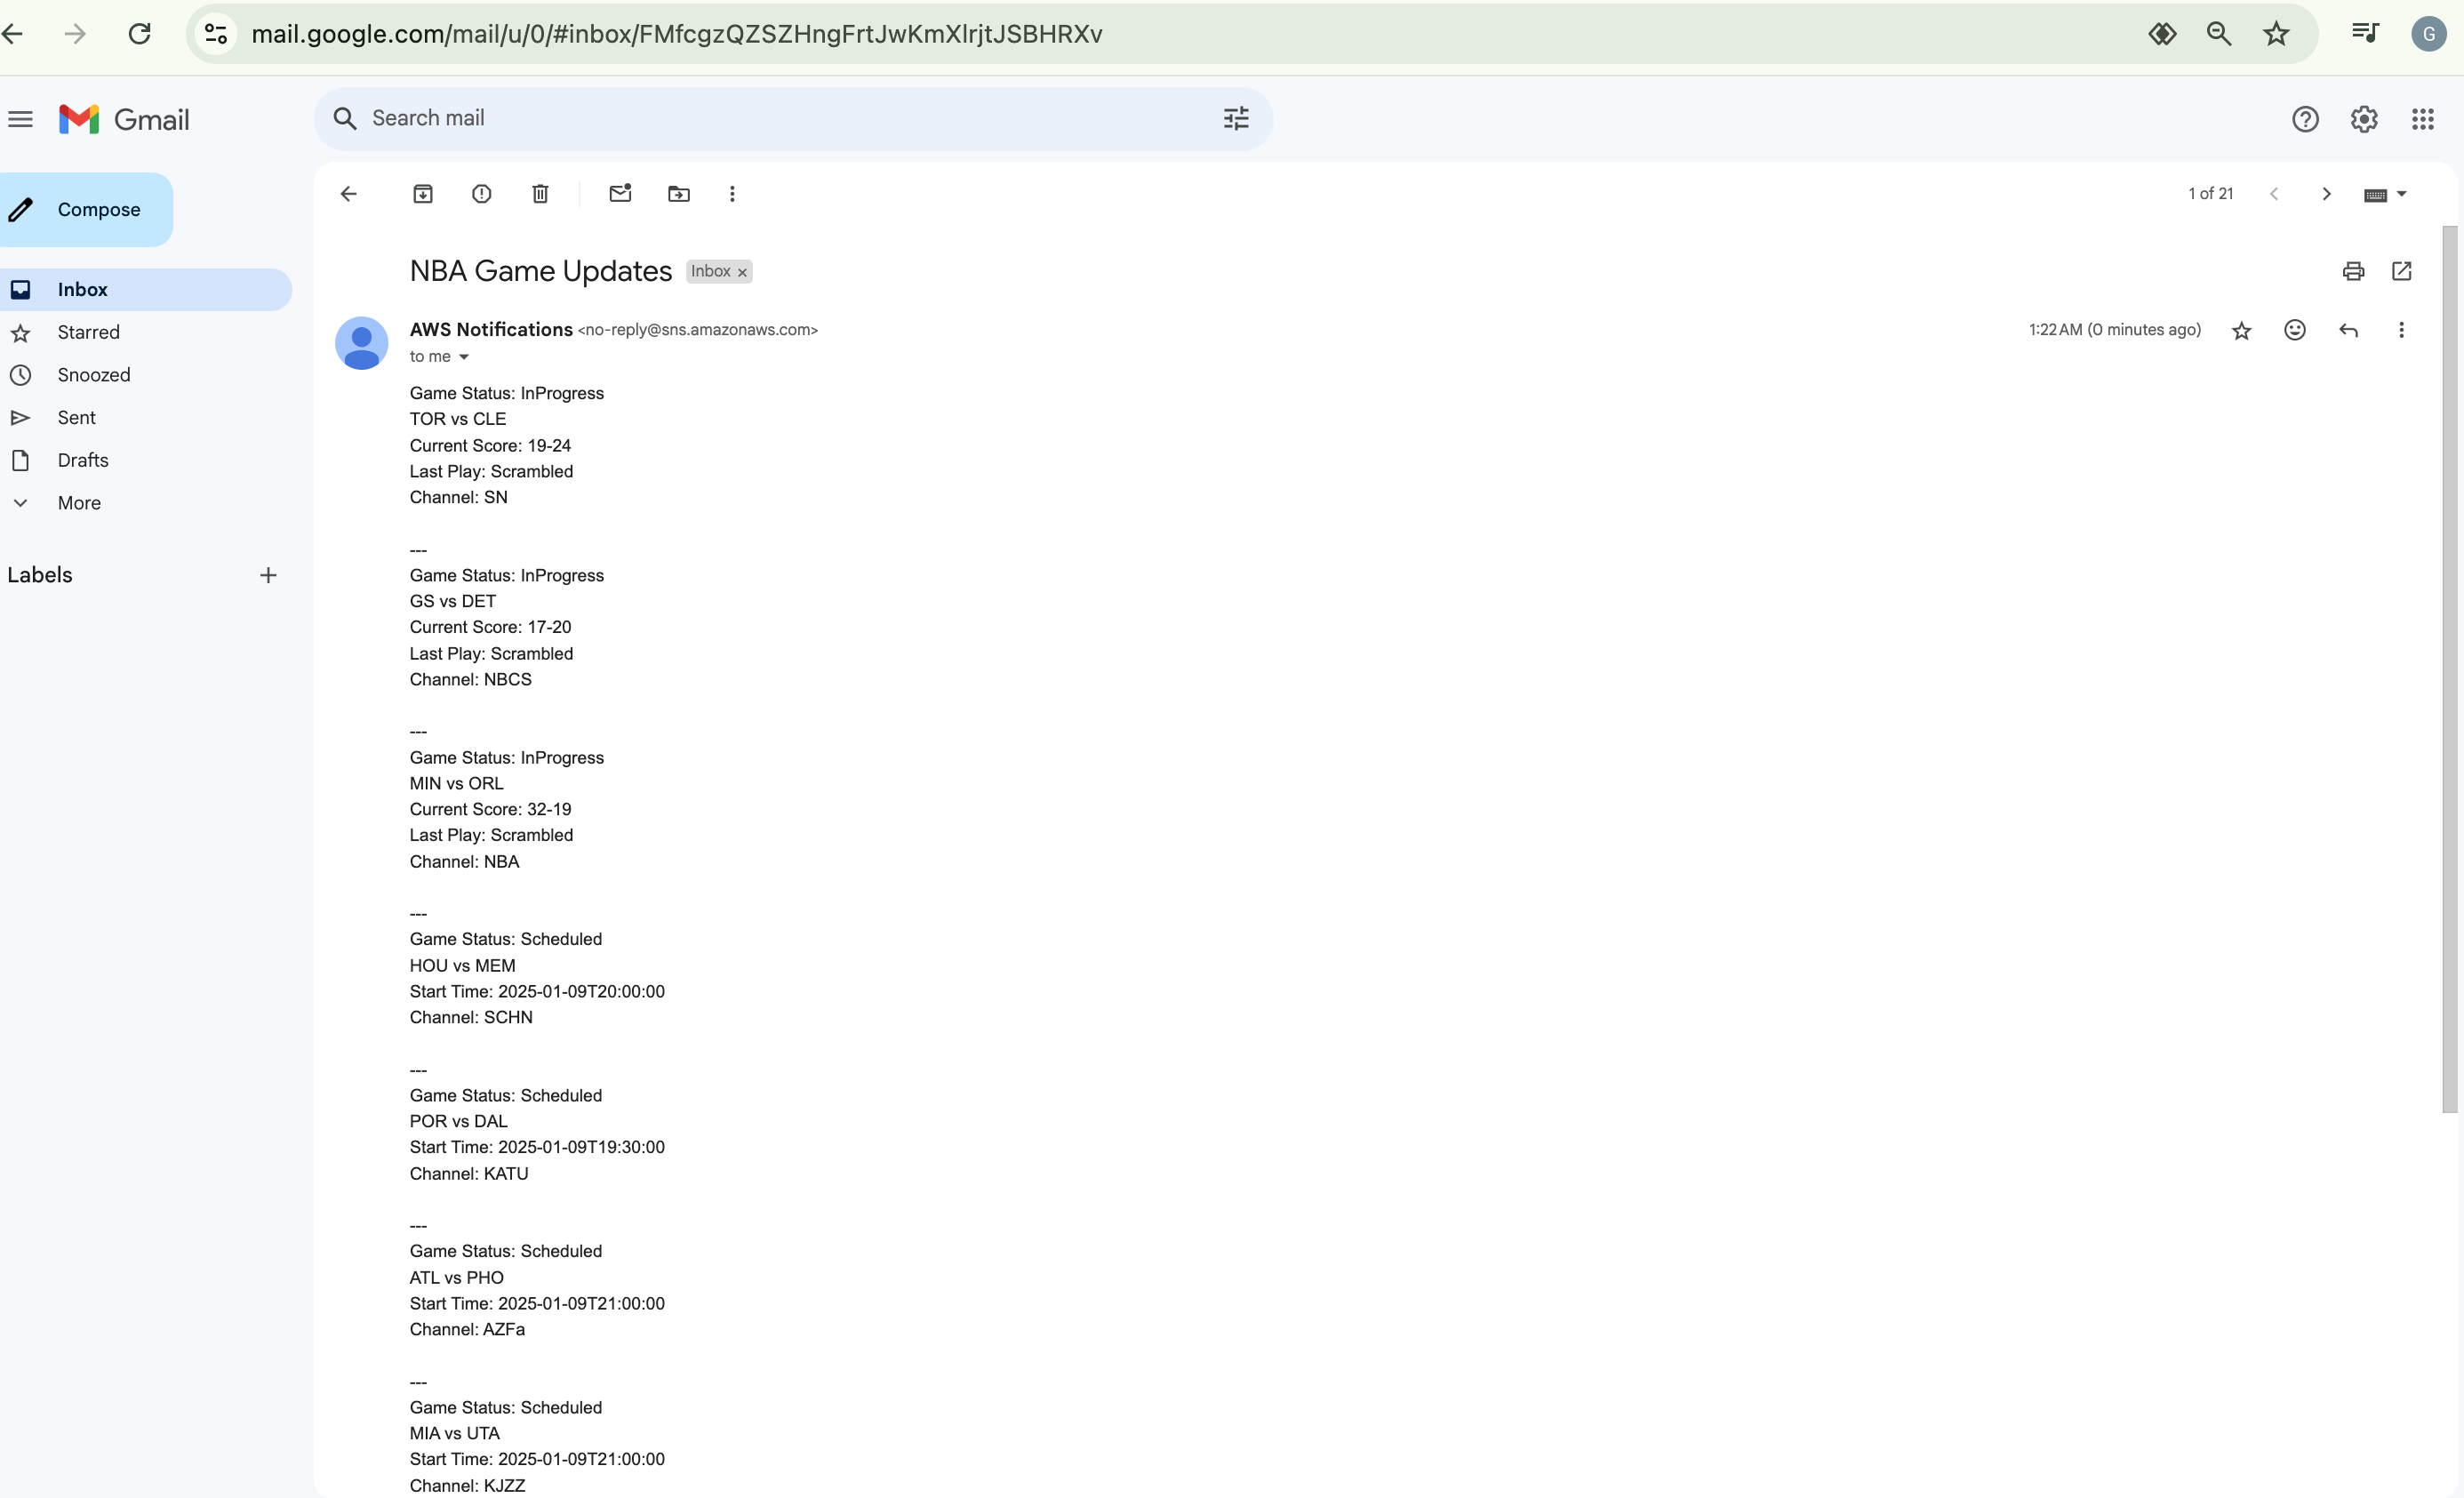 mail.google.com/mail/u/0/#inbox/FMfcgzQZSZHngFrtJwKmXlrjtJSBHRXv
G
Gmail
Search mail
Compose
1 of 21
Inbox
Starred
Snoozed
Sent
Drafts
More
Labels
NBA Game Updates Inbox
AWS Notifications <no-reply@sns.amazonaws.com>
1:22 AM (0 minutes ago)
to me
Game Status: InProgress
TOR vs CLE
Current Score: 19-24
Last Play: Scrambled
Channel: SN
---
Game Status: InProgress
GS vs DET
Current Score: 17-20
Last Play: Scrambled
Channel: NBCS
---
Game Status: InProgress
MIN vs ORL
Current Score: 32-19
Last Play: Scrambled
Channel: NBA
---
Game Status: Scheduled
HOU vs MEM
Start Time: 2025-01-09T20:00:00
Channel: SCHN
---
Game Status: Scheduled
POR vs DAL
Start Time: 2025-01-09T19:30:00
Channel: KATU
---
Game Status: Scheduled
ATL vs PHO
Start Time: 2025-01-09T21:00:00
Channel: AZFa
---
Game Status: Scheduled
MIA vs UTA
Start Time: 2025-01-09T21:00:00
Channel: KJZZ